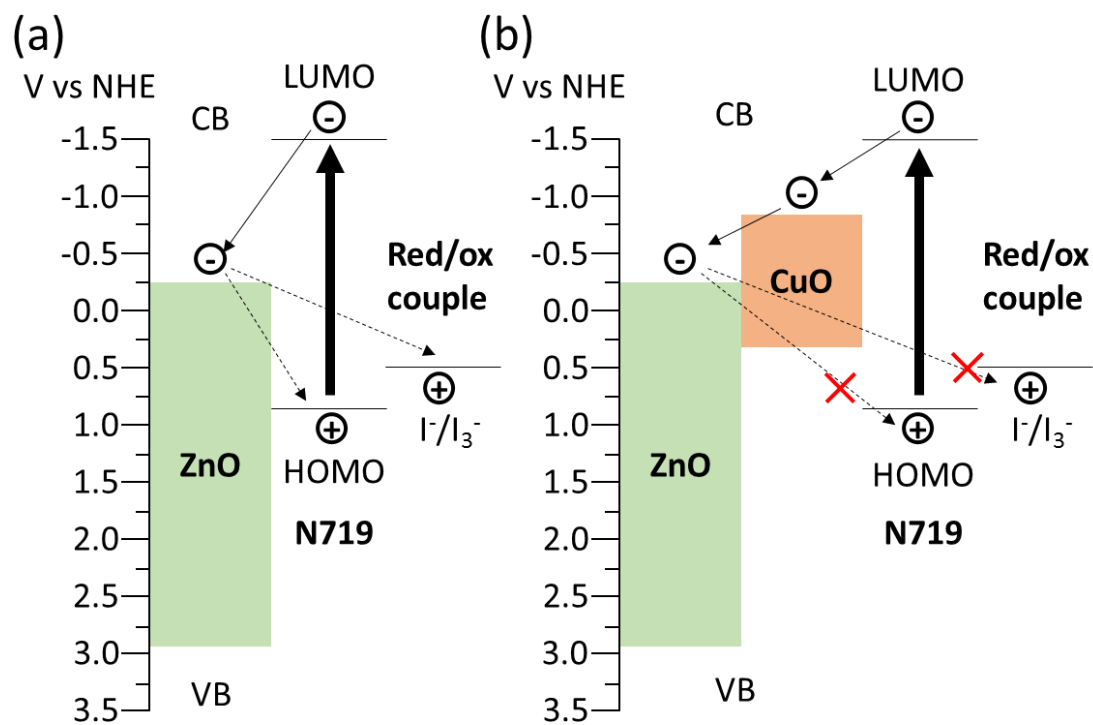 (a)
V vs NHE
CB
LUMO
-
-1.5
-1.0
-0.5
0.0
0.5
1.0
1.5
2.0
2.5
3.0
3.5
-
Red/ox
couple
+
I⁻/I₃⁻
+
HOMO
ZnO
N719
VB
(b)
V vs NHE
CB
LUMO
-
-1.5
-1.0
-0.5
0.0
0.5
1.0
1.5
2.0
2.5
3.0
3.5
-
-
CuO
Red/ox
couple
+
I⁻/I₃⁻
+
HOMO
ZnO
N719
VB